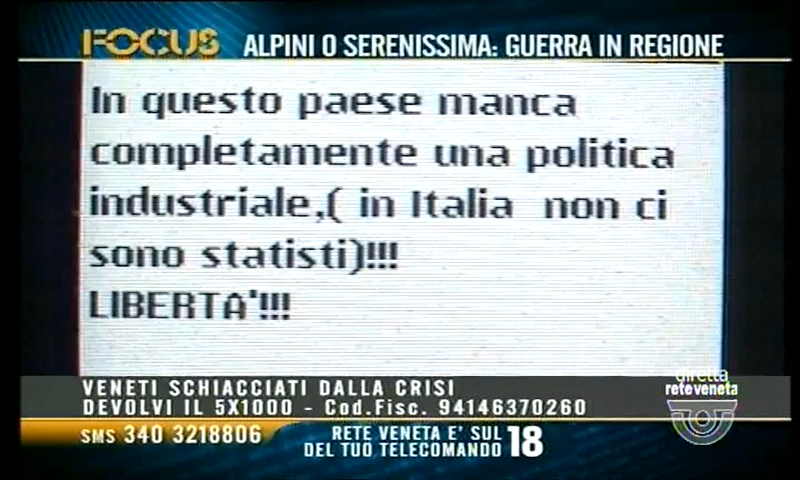 FOCUS ALPINI O SERENISSIMA: GUERRA IN REGIONE
In questo paese manca
completamente una politica
industriale,( in Italia non ci
sono statisti)!!!
LIBERTA'!!!
diretta
reteveneta
VENETI SCHIACCIATI DALLA CRISI
DEVOLVI IL 5X1000 - Cod.Fisc. 94146370260
SMS 340 3218806
RETE VENETA E' SUL
DEL TUO TELECOMANDO 18